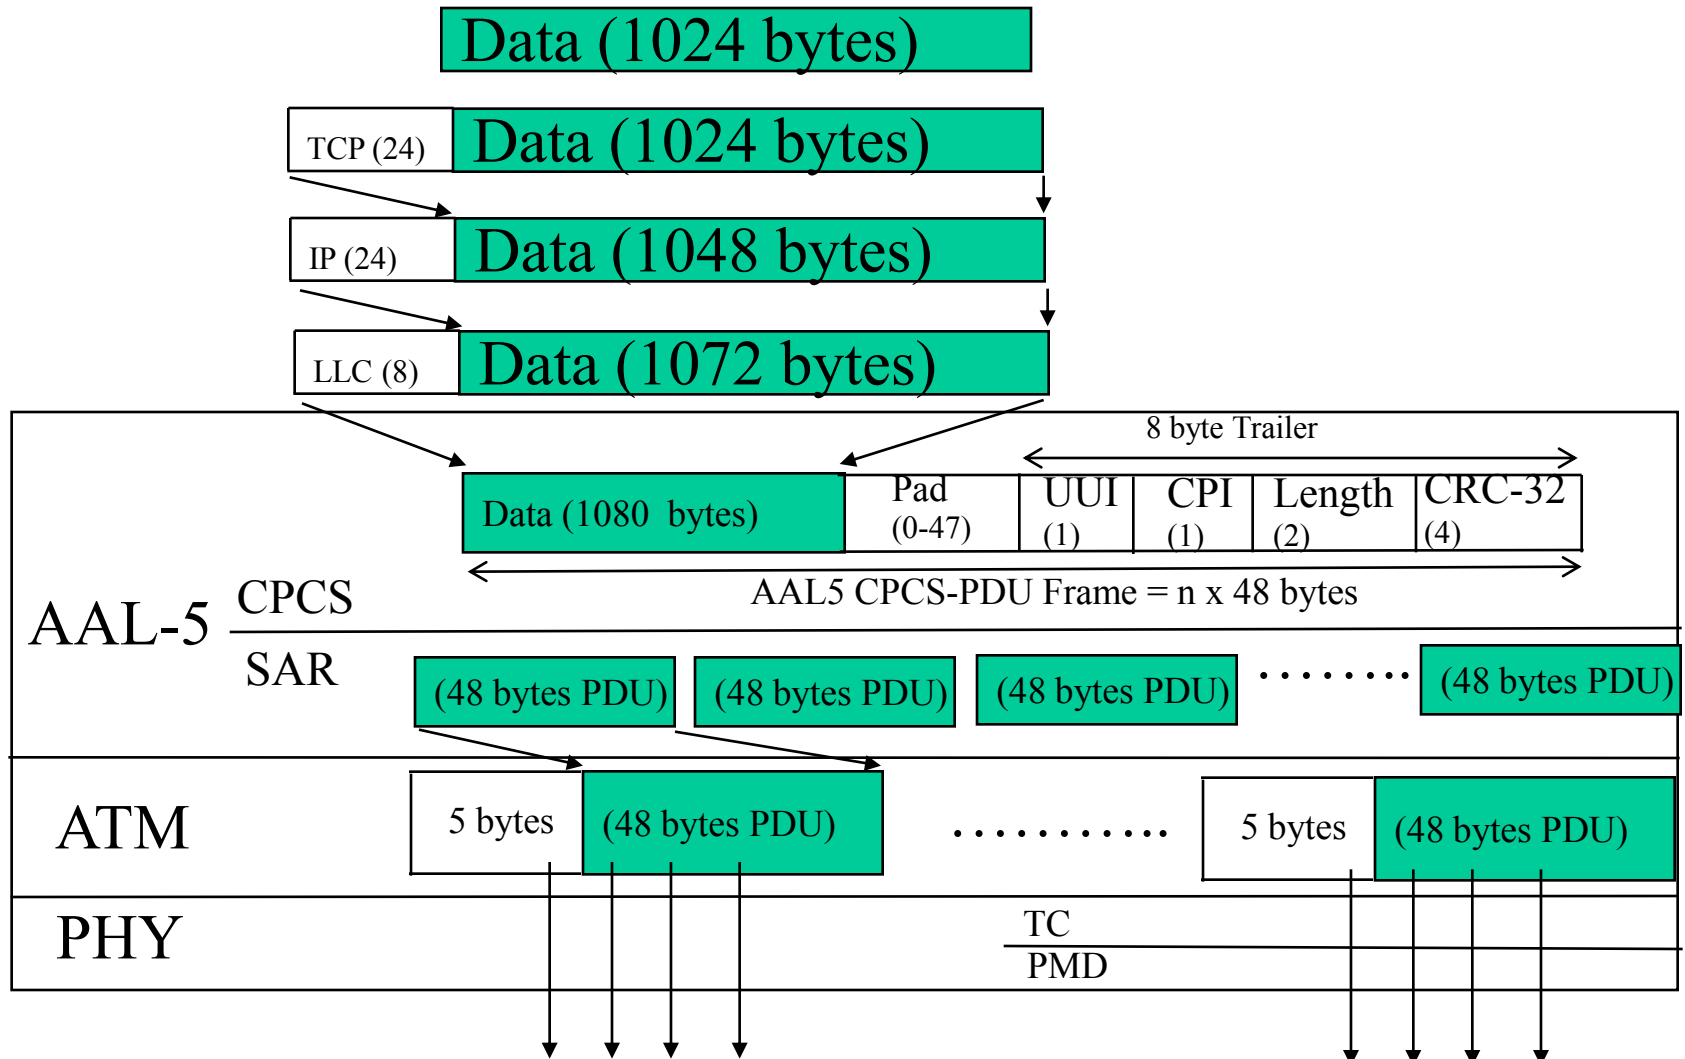 Data (1024 bytes)
TCP (24) Data (1024 bytes)
IP (24) Data (1048 bytes)
LLC (8) Data (1072 bytes)
8 byte Trailer
Data (1080 bytes)
Pad
(0-47)
UUI
(1)
CPI
(1)
Length
(2)
CRC-32
(4)
AAL5 CPCS-PDU Frame = n x 48 bytes
AAL-5
CPCS
SAR
(48 bytes PDU) (48 bytes PDU) (48 bytes PDU) ........ (48 bytes PDU)
ATM
5 bytes (48 bytes PDU) ........... 5 bytes (48 bytes PDU)
PHY
TC
PMD